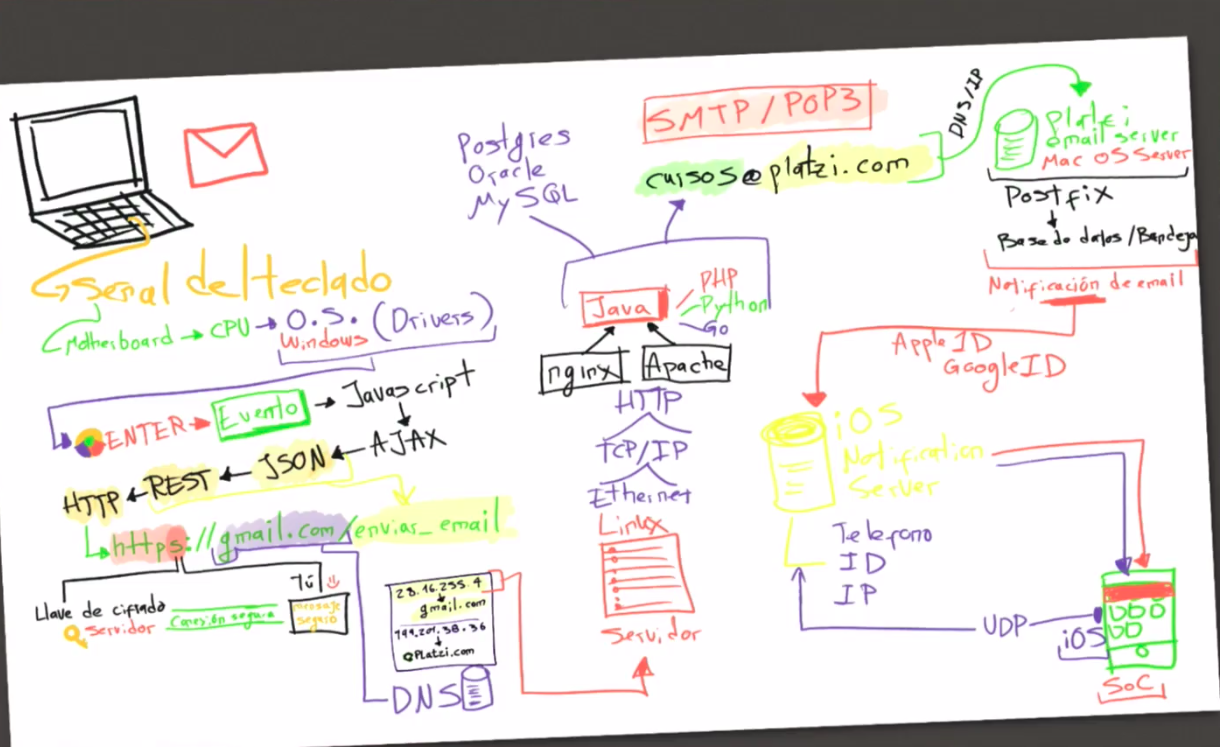 Señal del teclado
Motherboard → CPU → O.S. (Drivers)
Windows
ENTER → Evento → Javascript
AJAX
HTTP ← REST ← JSON ←
https://gmail.com/enviar_email
Llave de cifrado
Servidor
Conexión segura
Tú
mensaje
seguro
28.16.255.4
gmail.com
199.201.38.36
Platzi.com
DNS
Postgres
Oracle
MySQL
SMTP/POP3
cursos@platzi.com
Java
PHP
Python
Go
nginx
Apache
HTTP
TCP/IP
Ethernet
Linux
Servidor
DNS/IP
Platzi
email server
Mac OS Server
Postfix
Base de datos/Bandeja
Notificación de email
Apple ID
Google ID
iOS
Notification
Server
Telefono
ID
IP
UDP
iOS
SoC